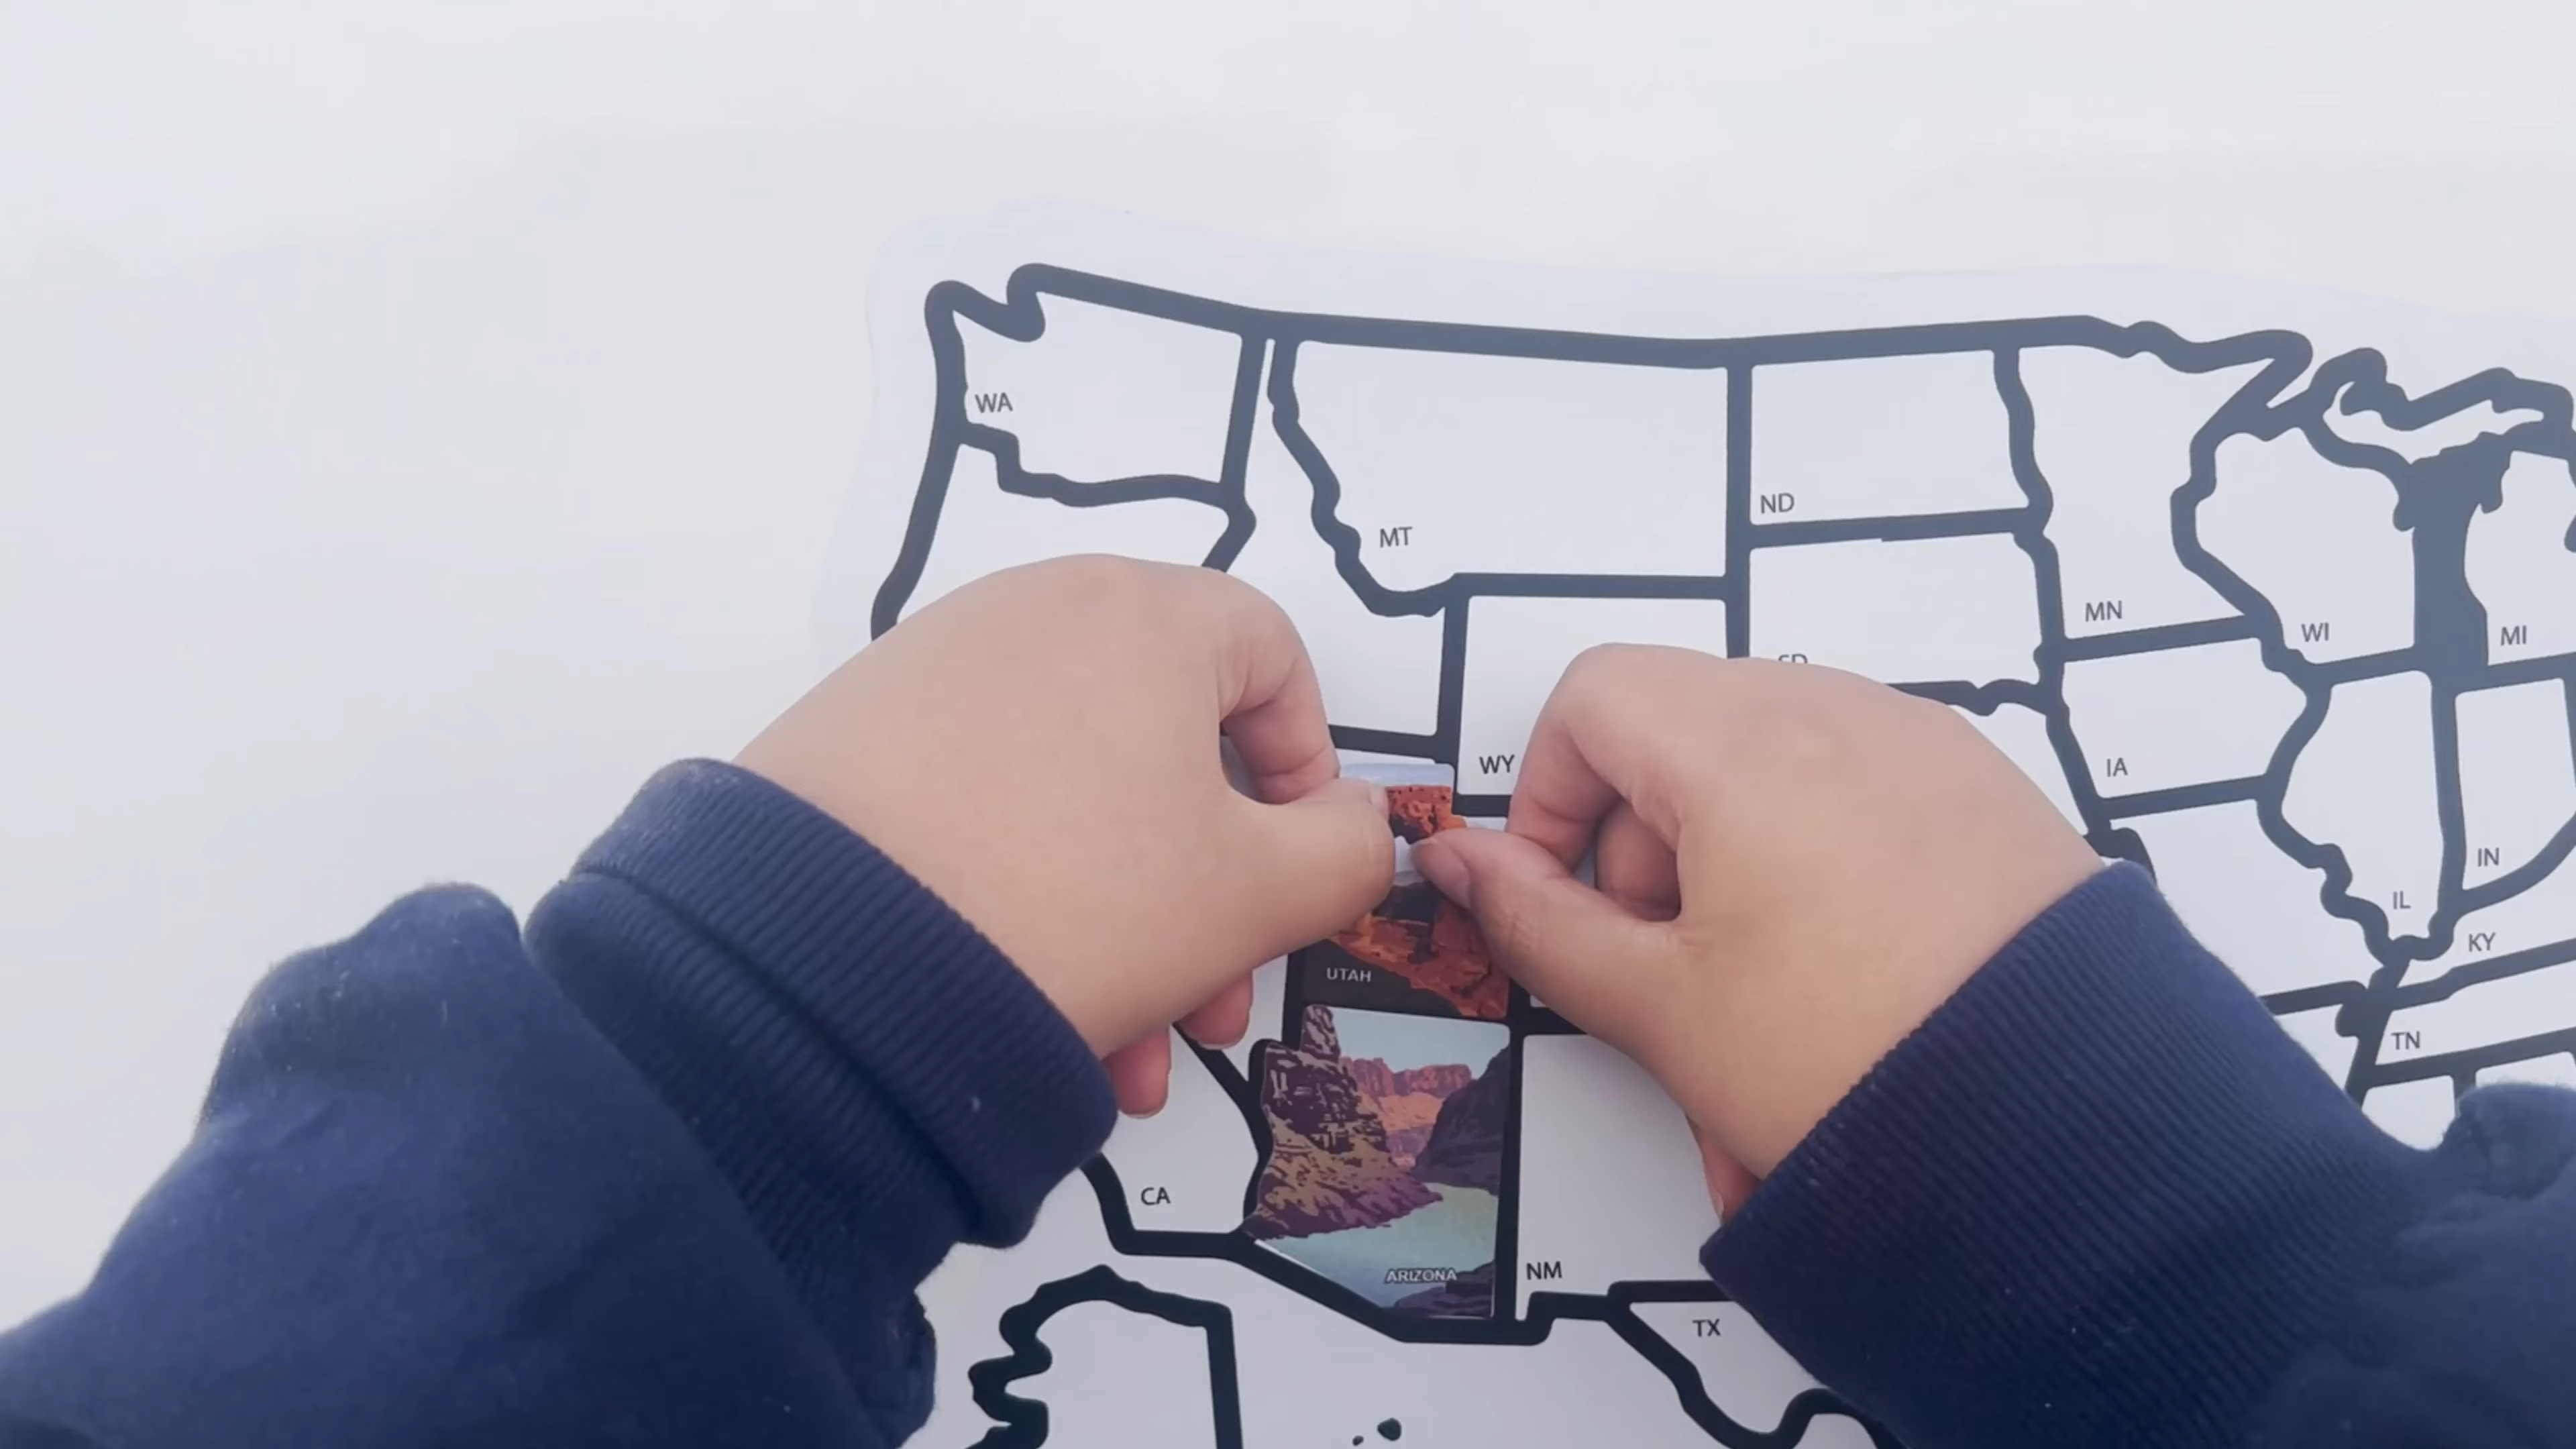 WA
MT
ND
SD
MN
WI
MI
WY
IA
IN
IL
KY
UTAH
TN
CA
NM
ARIZONA
TX